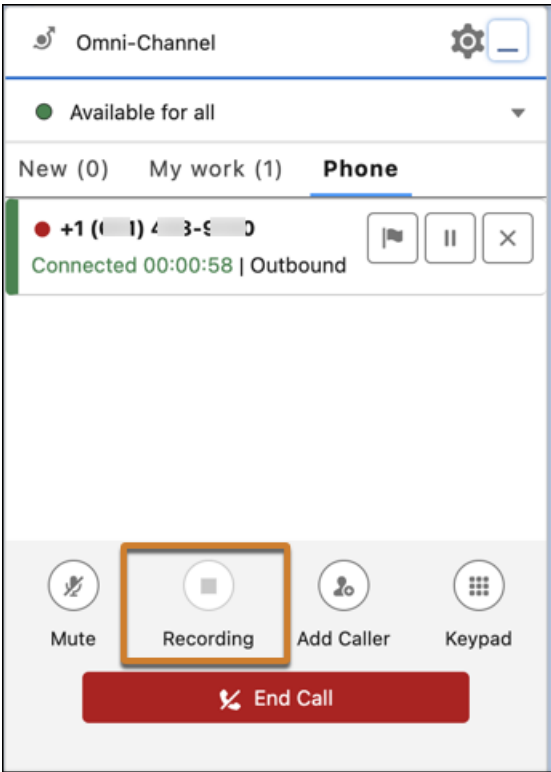 Omni-Channel
Available for all
New (0) My work (1) Phone
+1 (
Connected 00:00:58 | Outbound
Mute Recording Add Caller Keypad
End Call